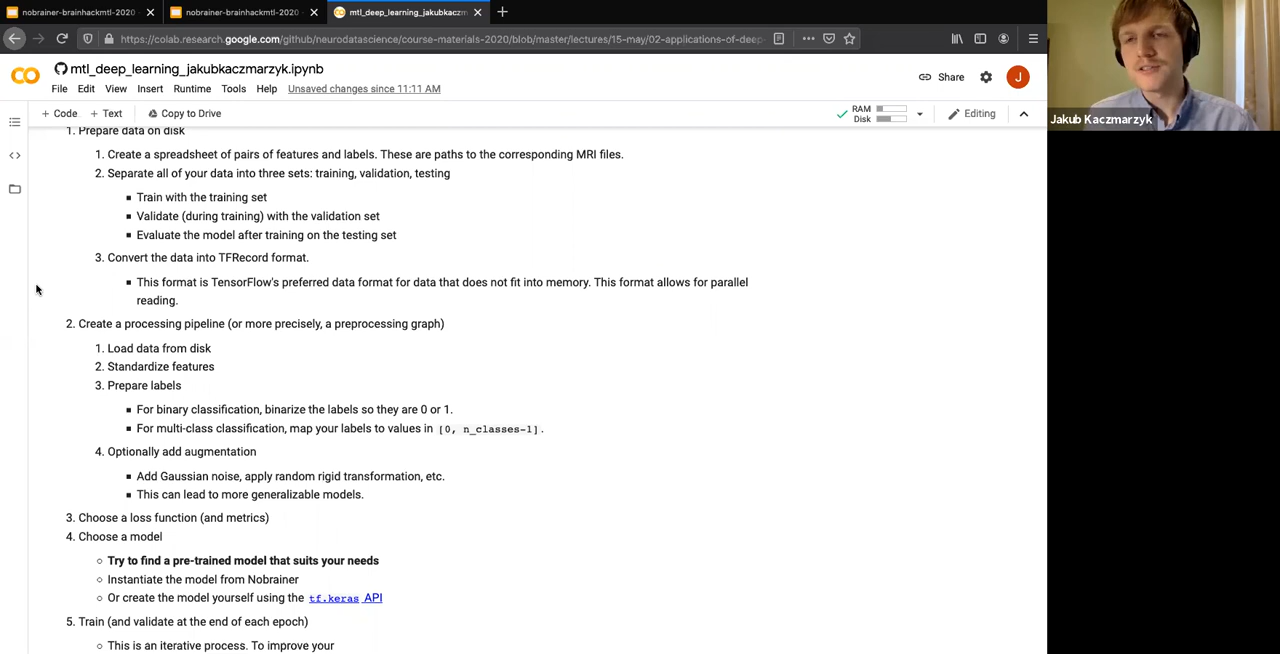 nobrainer-brainhackmtl-2020
nobrainer-brainhackmtl-2020
mtl_deep_learning_jakubkaczm
https://colab.research.google.com/github/neurodatascience/course-materials-2020/blob/master/lectures/15-may/02-applications-of-deep-
mtl_deep_learning_jakubkaczmarzyk.ipynb
Share
J
File Edit View Insert Runtime Tools Help Unsaved changes since 11:11 AM
+ Code + Text Copy to Drive
RAM
Disk
Editing
Jakub Kaczmarzyk
1. Prepare data on disk
1. Create a spreadsheet of pairs of features and labels. These are paths to the corresponding MRI files.
2. Separate all of your data into three sets: training, validation, testing
▪ Train with the training set
▪ Validate (during training) with the validation set
▪ Evaluate the model after training on the testing set
3. Convert the data into TFRecord format.
▪ This format is TensorFlow's preferred data format for data that does not fit into memory. This format allows for parallel
reading.
2. Create a processing pipeline (or more precisely, a preprocessing graph)
1. Load data from disk
2. Standardize features
3. Prepare labels
▪ For binary classification, binarize the labels so they are 0 or 1.
▪ For multi-class classification, map your labels to values in [0, n_classes-1].
4. Optionally add augmentation
▪ Add Gaussian noise, apply random rigid transformation, etc.
▪ This can lead to more generalizable models.
3. Choose a loss function (and metrics)
4. Choose a model
○ Try to find a pre-trained model that suits your needs
○ Instantiate the model from Nobrainer
○ Or create the model yourself using the tf.keras API
5. Train (and validate at the end of each epoch)
○ This is an iterative process. To improve your